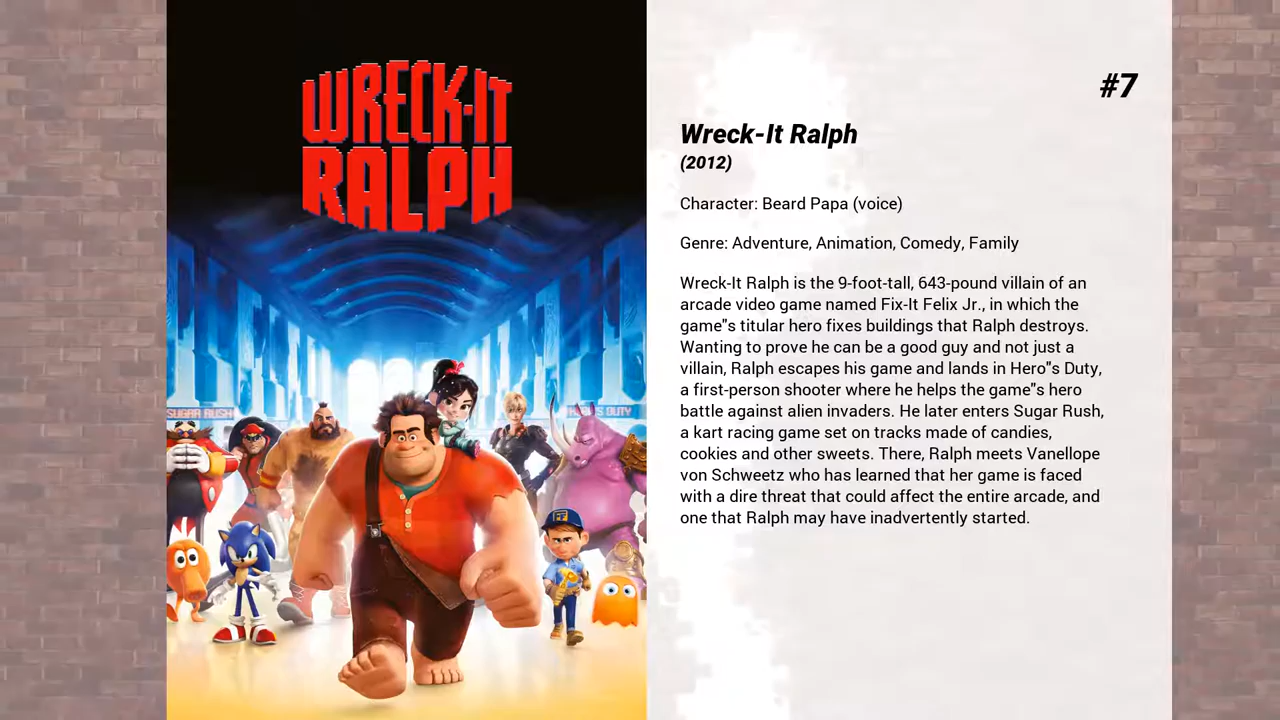 WRECK-IT
RALPH
SUGAR RUSH
HERO'S DUTY
FF
#7
Wreck-It Ralph
(2012)
Character: Beard Papa (voice)
Genre: Adventure, Animation, Comedy, Family
Wreck-It Ralph is the 9-foot-tall, 643-pound villain of an
arcade video game named Fix-It Felix Jr., in which the
game"s titular hero fixes buildings that Ralph destroys.
Wanting to prove he can be a good guy and not just a
villain, Ralph escapes his game and lands in Hero"s Duty,
a first-person shooter where he helps the game"s hero
battle against alien invaders. He later enters Sugar Rush,
a kart racing game set on tracks made of candies,
cookies and other sweets. There, Ralph meets Vanellope
von Schweetz who has learned that her game is faced
with a dire threat that could affect the entire arcade, and
one that Ralph may have inadvertently started.